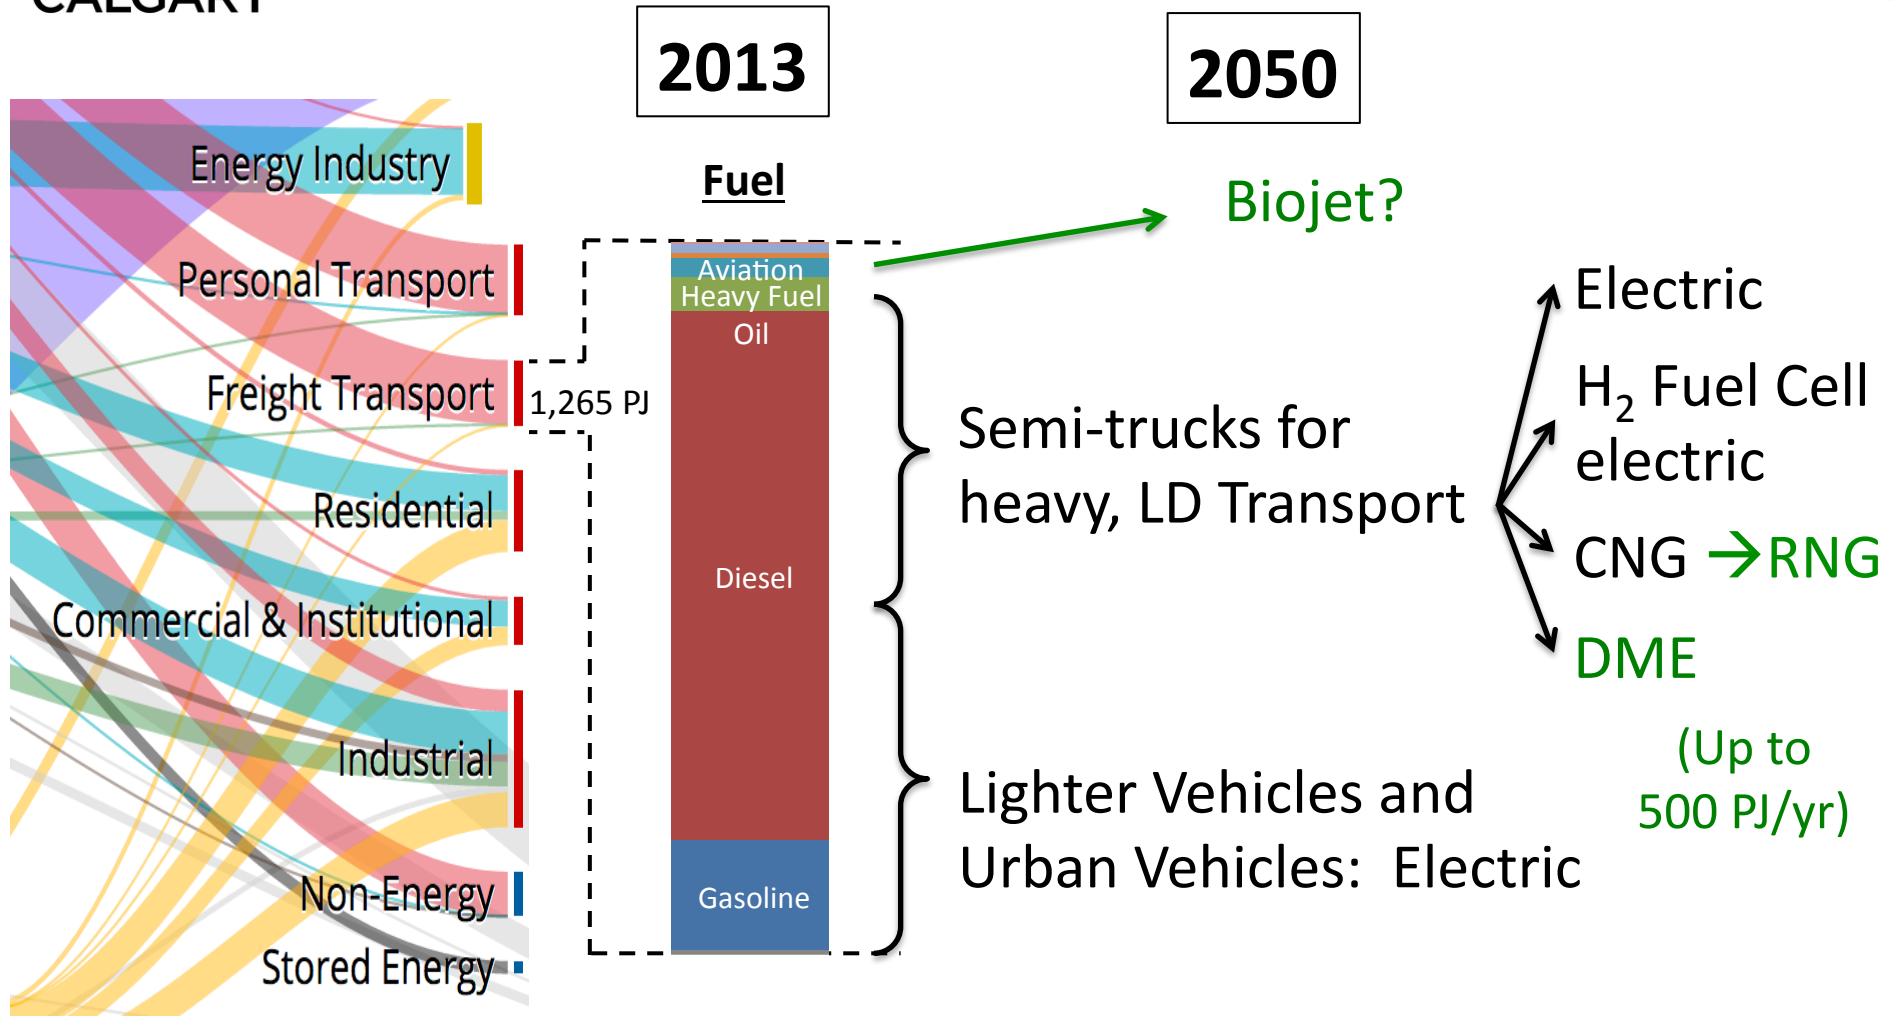 CALGARY
2013
2050
Energy Industry
Personal Transport
Freight Transport
Residential
Commercial & Institutional
Industrial
Non-Energy
Stored Energy
1,265 PJ
Fuel
Aviation
Heavy Fuel
Oil
Diesel
Gasoline
Biojet?
Semi-trucks for
heavy, LD Transport
Lighter Vehicles and
Urban Vehicles: Electric
Electric
H₂ Fuel Cell
electric
CNG →RNG
DME
(Up to
500 PJ/yr)